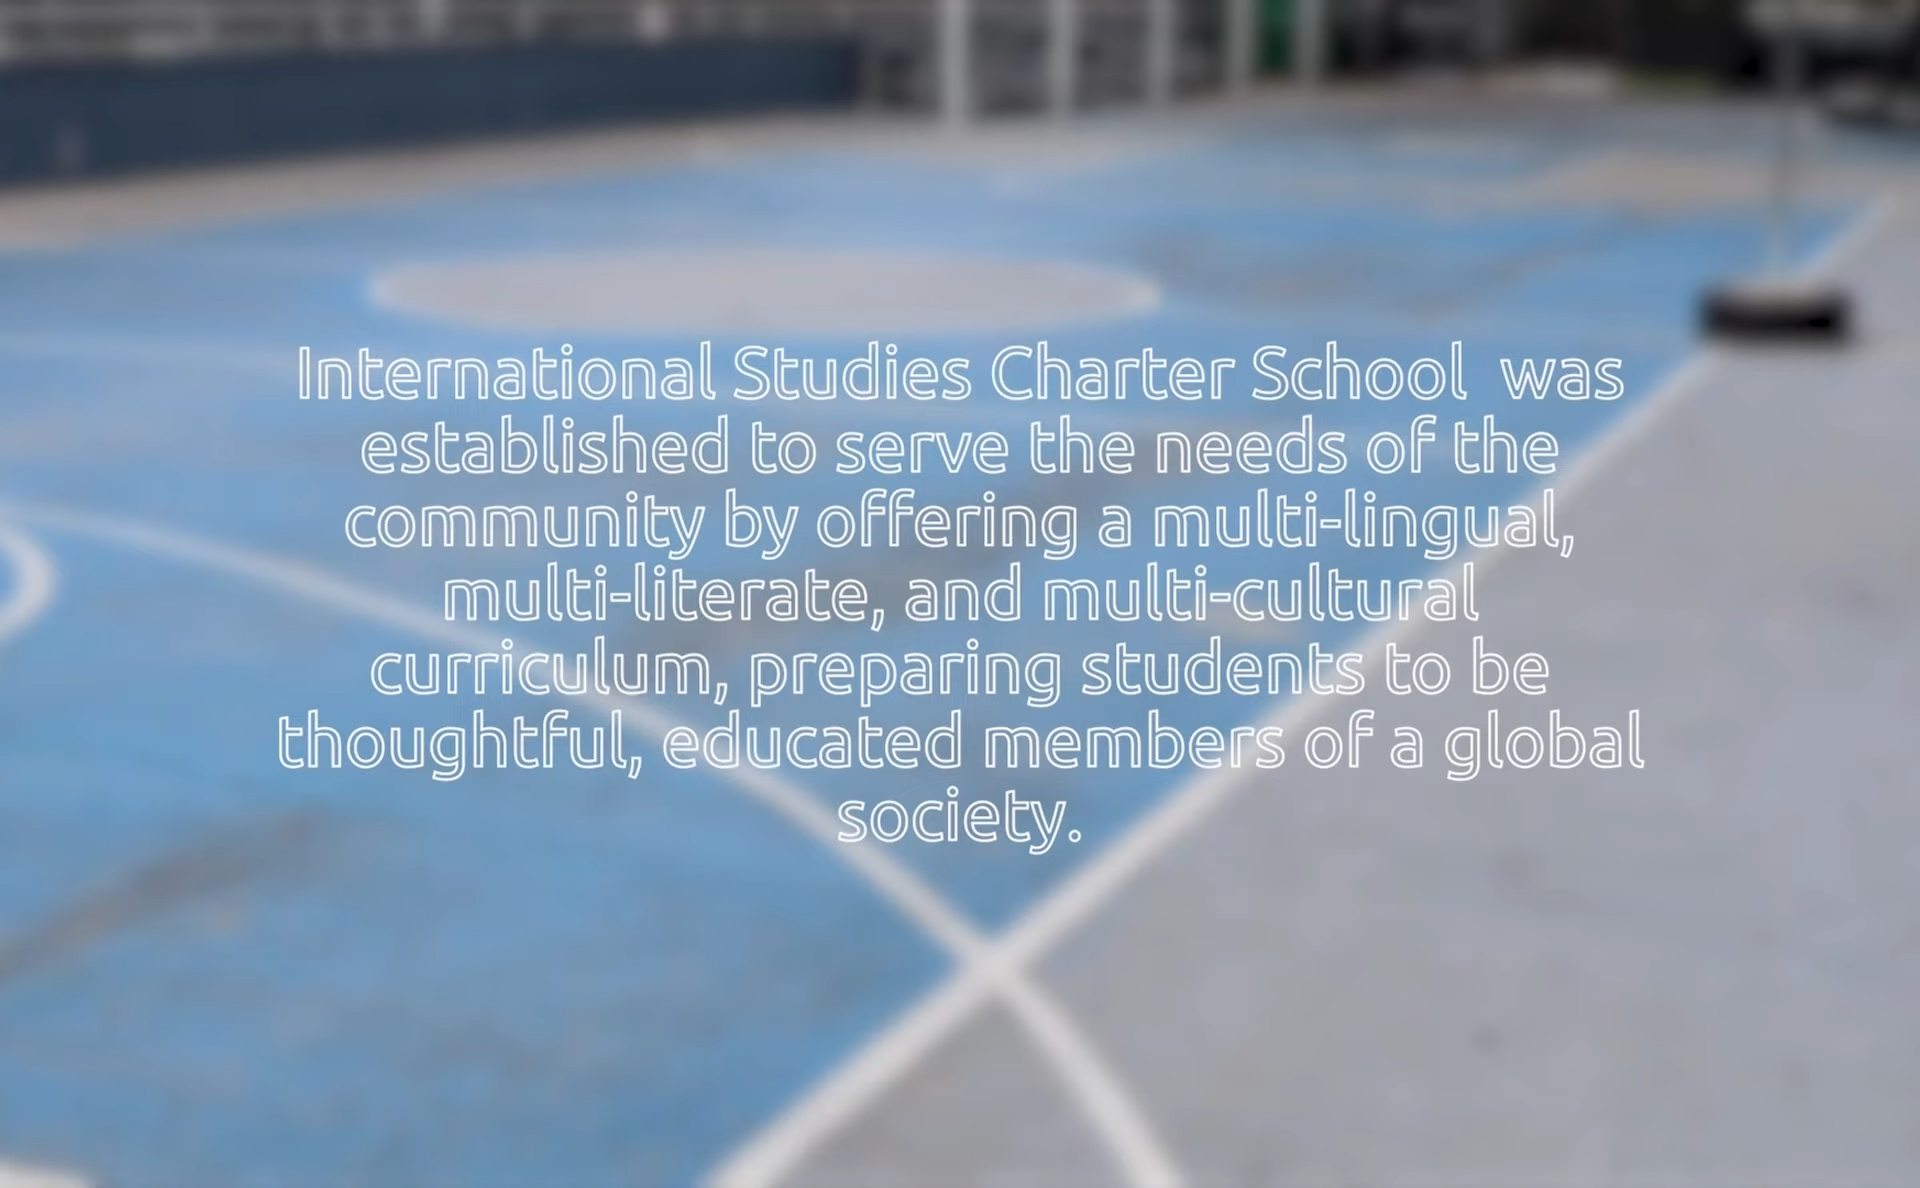 International Studies Charter School  was
established to serve the needs of the
community by offering a multi-lingual,
multi-literate, and multi-cultural
curriculum, preparing students to be
thoughtful, educated members of a global
society.